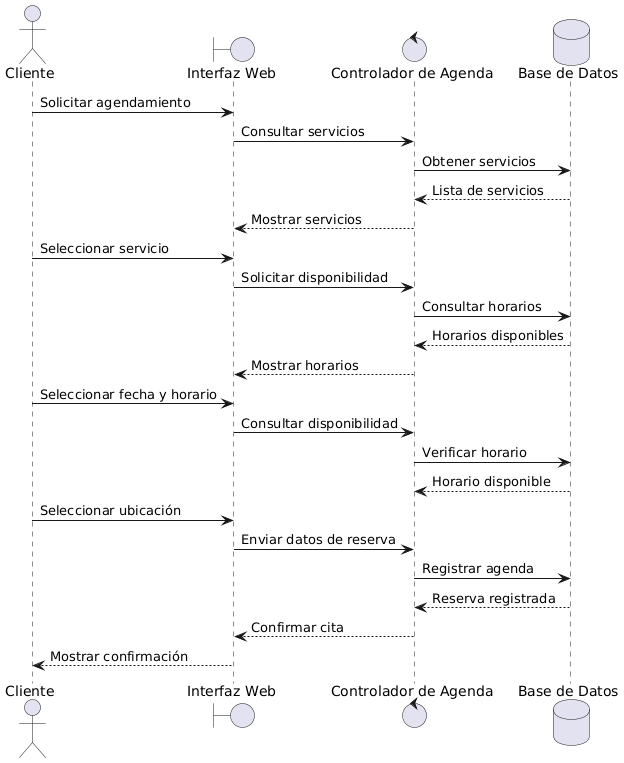 Cliente
Interfaz Web
Controlador de Agenda
Base de Datos
Solicitar agendamiento
Consultar servicios
Obtener servicios
Lista de servicios
Mostrar servicios
Seleccionar servicio
Solicitar disponibilidad
Consultar horarios
Horarios disponibles
Mostrar horarios
Seleccionar fecha y horario
Consultar disponibilidad
Verificar horario
Horario disponible
Seleccionar ubicación
Enviar datos de reserva
Registrar agenda
Reserva registrada
Confirmar cita
Mostrar confirmación
Cliente
Interfaz Web
Controlador de Agenda
Base de Datos